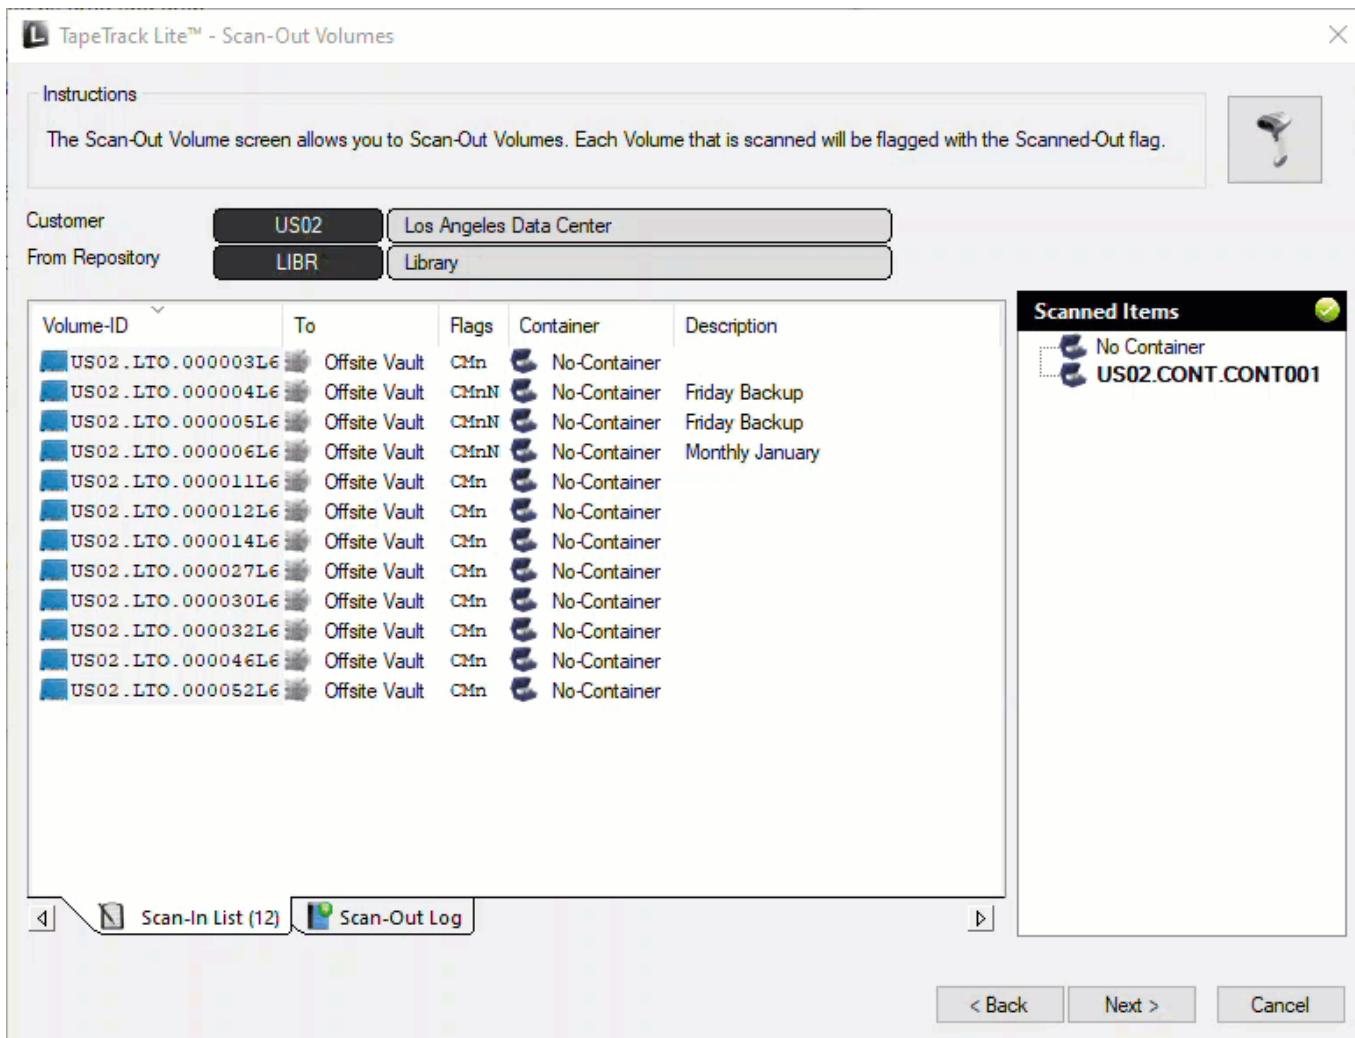 TapeTrack Lite™ - Scan-Out Volumes
Instructions
The Scan-Out Volume screen allows you to Scan-Out Volumes. Each Volume that is scanned will be flagged with the Scanned-Out flag.
Customer US02 Los Angeles Data Center
From Repository LIBR Library
Volume-ID To Flags Container Description
US02.LTO.000003L6 Offsite Vault CMn No-Container
US02.LTO.000004L6 Offsite Vault CMnN No-Container Friday Backup
US02.LTO.000005L6 Offsite Vault CMnN No-Container Friday Backup
US02.LTO.000006L6 Offsite Vault CMnN No-Container Monthly January
US02.LTO.000011L6 Offsite Vault CMn No-Container
US02.LTO.000012L6 Offsite Vault CMn No-Container
US02.LTO.000014L6 Offsite Vault CMn No-Container
US02.LTO.000027L6 Offsite Vault CMn No-Container
US02.LTO.000030L6 Offsite Vault CMn No-Container
US02.LTO.000032L6 Offsite Vault CMn No-Container
US02.LTO.000046L6 Offsite Vault CMn No-Container
US02.LTO.000052L6 Offsite Vault CMn No-Container
Scan-In List (12) Scan-Out Log
Scanned Items
No Container
US02.CONT.CONT001
< Back Next > Cancel